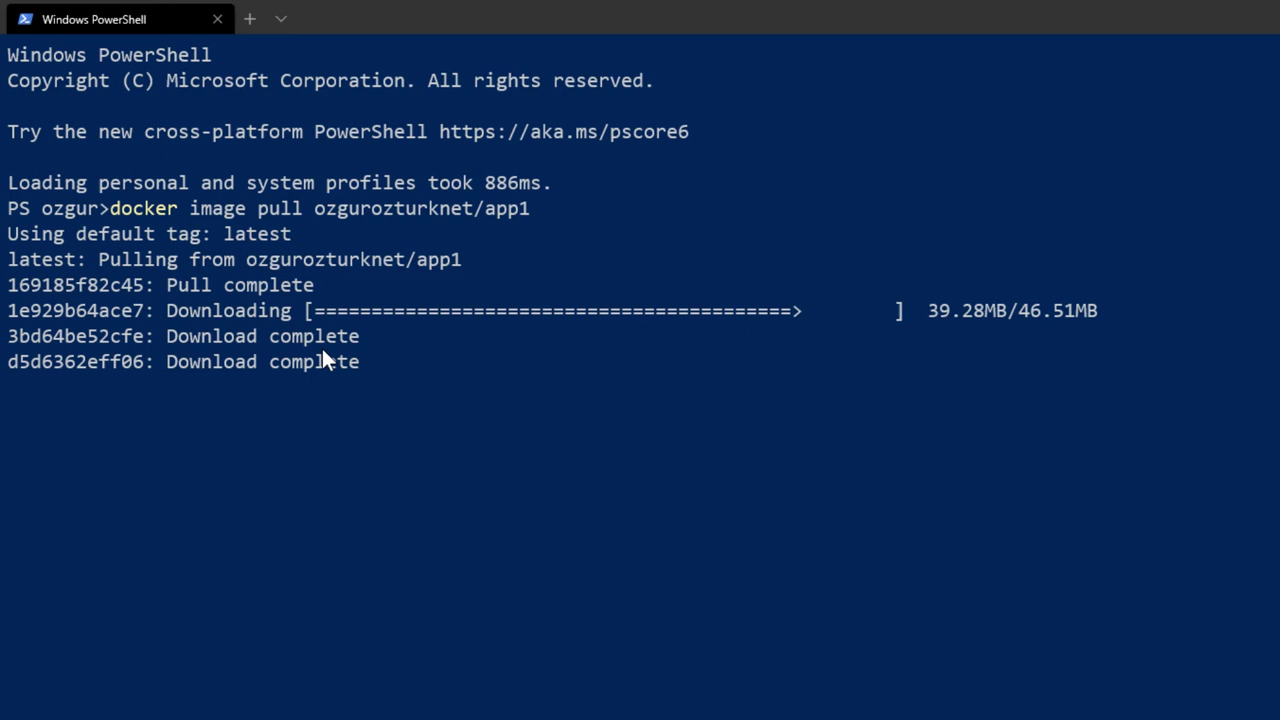 Windows PowerShell
Windows PowerShell
Copyright (C) Microsoft Corporation. All rights reserved.
Try the new cross-platform PowerShell https://aka.ms/pscore6
Loading personal and system profiles took 886ms.
PS ozgur>docker image pull ozgurozturknet/app1
Using default tag: latest
latest: Pulling from ozgurozturknet/app1
169185f82c45: Pull complete
1e929b64ace7: Downloading [==========================================>        ] 39.28MB/46.51MB
3bd64be52cfe: Download complete
d5d6362eff06: Download complete